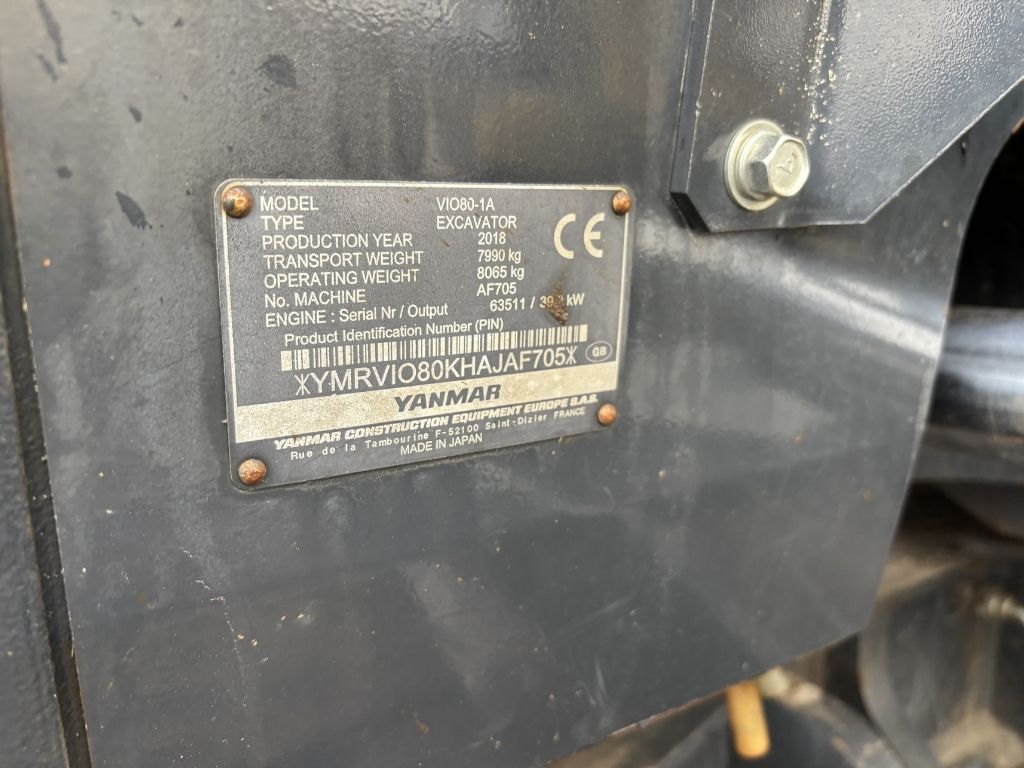 MODEL VIO80-1A
TYPE EXCAVATOR
PRODUCTION YEAR 2018
TRANSPORT WEIGHT 7990 kg
OPERATING WEIGHT 8065 kg
No. MACHINE AF705
ENGINE : Serial Nr / Output 63511 / kW
Product Identification Number (PIN)
CE
YMRVIO80KHAJAF705
GB
YANMAR
YANMAR CONSTRUCTION EQUIPMENT EUROPE S.A.S.
Rue de la Tambourine F-52100 Saint-Dizier FRANCE
MADE IN JAPAN